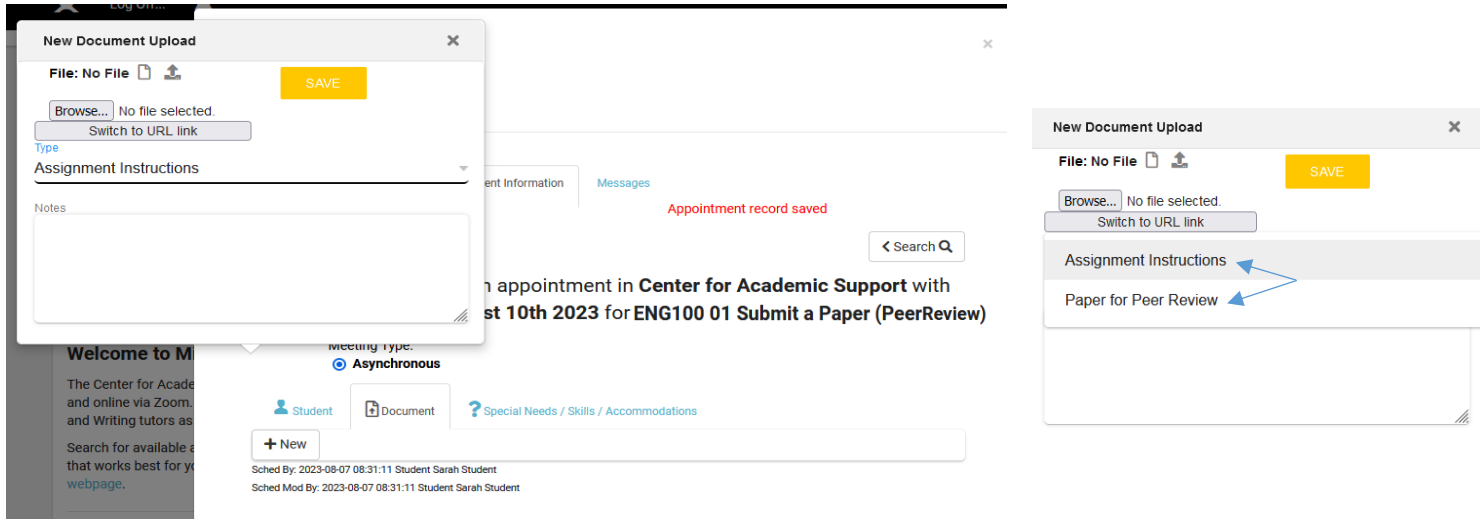 Log Off...
New Document Upload
File: No File
SAVE
Browse... No file selected.
Switch to URL link
Type
Assignment Instructions
Notes
ent Information
Messages
Appointment record saved
Search
appointment in Center for Academic Support with
st 10th 2023 for ENG100 01 Submit a Paper (PeerReview)
Meeting Type:
Asynchronous
Welcome to M
The Center for Acade
and online via Zoom.
and Writing tutors as
Search for available a
that works best for yo
webpage.
Student
Document
Special Needs / Skills / Accommodations
New
Sched By: 2023-08-07 08:31:11 Student Sarah Student
Sched Mod By: 2023-08-07 08:31:11 Student Sarah Student
New Document Upload
File: No File
SAVE
Browse... No file selected.
Switch to URL link
Assignment Instructions
Paper for Peer Review